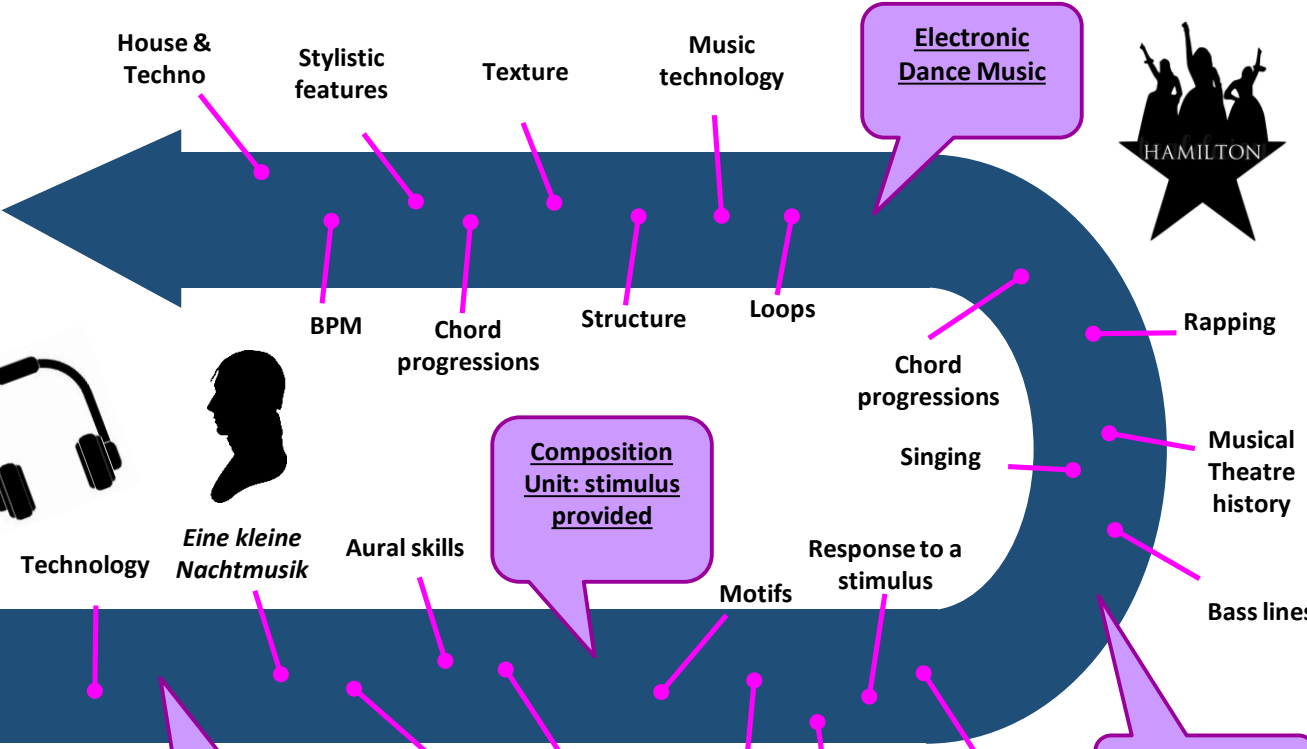 House &
Techno
Stylistic
features
Texture
Music
technology
Electronic
Dance Music
HAMILTON
BPM
Chord
progressions
Structure
Loops
Chord
progressions
Rapping
Singing
Musical
Theatre
history
Bass lines
Composition
Unit: stimulus
provided
Technology
Eine kleine
Nachtmusik
Aural skills
Motifs
Response to a
stimulus